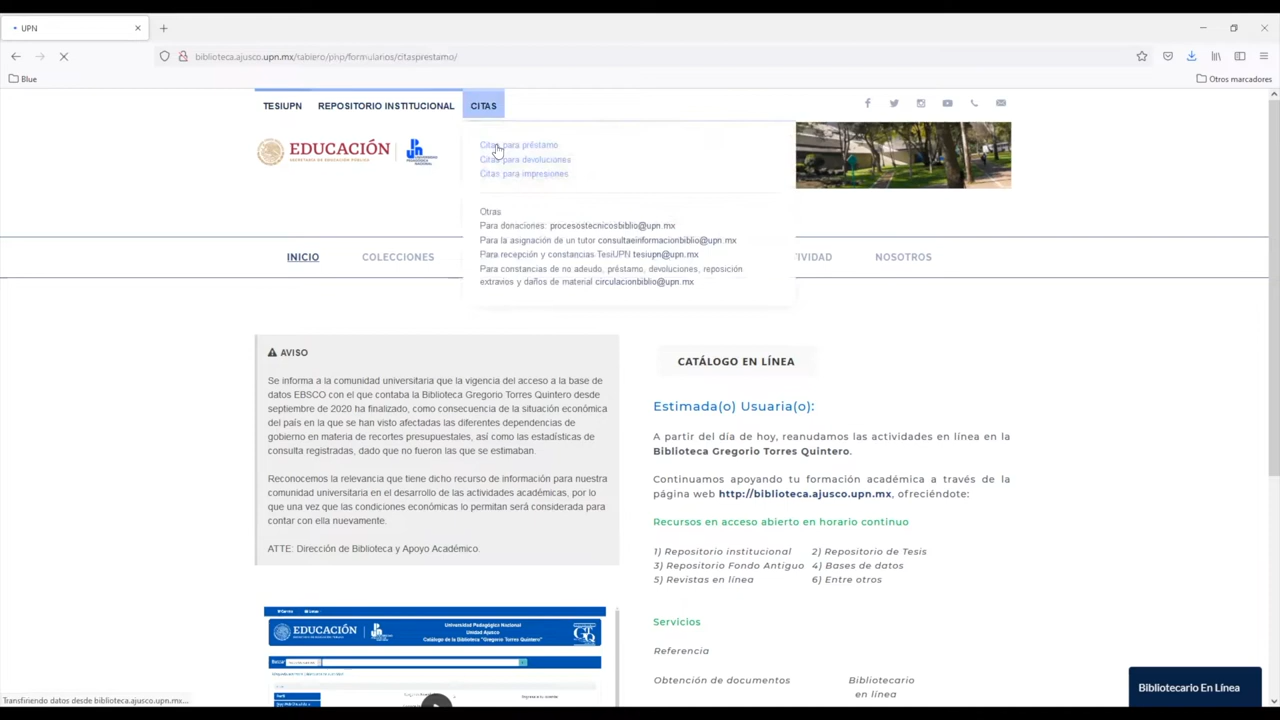 UPN
biblioteca.ajusco.upn.mx/tablero/php/formularios/citasprestamo/
Blue
Otros marcadores
TESIUPN REPOSITORIO INSTITUCIONAL CITAS
EDUCACIÓN
SECRETARÍA DE EDUCACIÓN PÚBLICA
UNIVERSIDAD PEDAGÓGICA NACIONAL
Citas para préstamo
Citas para devoluciones
Citas para impresiones
Otras
Para donaciones: procesostecnicosbiblio@upn.mx
Para la asignación de un tutor consultaeinformacionbiblio@upn.mx
Para recepción y constancias TesiUPN tesiupn@upn.mx
Para constancias de no adeudo, préstamo, devoluciones, reposición
extravios y daños de material circulacionbiblio@upn.mx
INICIO COLECCIONES IVIDAD NOSOTROS
AVISO
Se informa a la comunidad universitaria que la vigencia del acceso a la base de
datos EBSCO con el que contaba la Biblioteca Gregorio Torres Quintero desde
septiembre de 2020 ha finalizado, como consecuencia de la situación económica
del país en la que se han visto afectadas las diferentes dependencias de
gobierno en materia de recortes presupuestales, así como las estadísticas de
consulta registradas, dado que no fueron las que se estimaban.
Reconocemos la relevancia que tiene dicho recurso de información para nuestra
comunidad universitaria en el desarrollo de las actividades académicas, por lo
que una vez que las condiciones económicas lo permitan será considerada para
contar con ella nuevamente.
ATTE: Dirección de Biblioteca y Apoyo Académico.
CATÁLOGO EN LÍNEA
Estimada(o) Usuaria(o):
A partir del día de hoy, reanudamos las actividades en línea en la
Biblioteca Gregorio Torres Quintero.
Continuamos apoyando tu formación académica a través de la
página web http://biblioteca.ajusco.upn.mx, ofreciéndote:
Recursos en acceso abierto en horario continuo
1) Repositorio institucional 2) Repositorio de Tesis
3) Repositorio Fondo Antiguo 4) Bases de datos
5) Revistas en línea 6) Entre otros
Servicios
Referencia
Obtención de documentos Bibliotecario
en línea
EDUCACIÓN
Universidad Pedagógica Nacional
Unidad Ajusco
Catálogo de la Biblioteca "Gregorio Torres Quintero"
Buscar
Bibliotecario En Línea
Transfiriendo datos desde biblioteca.ajusco.upn.mx...